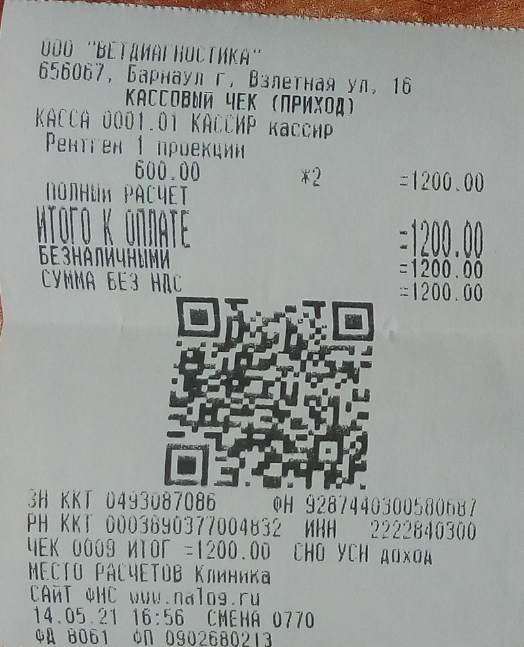 ООО "ВЕТДИАГНОСТИКА"
656067, Барнаул г, Взлетная ул, 16
КАССОВЫЙ ЧЕК (ПРИХОД)
КАССА 0001.01 КАССИР кассир
Рентген 1 проекции
600.00 *2 =1200.00
ПОЛНЫЙ РАСЧЕТ
ИТОГО К ОПЛАТЕ =1200.00
БЕЗНАЛИЧНЫМИ =1200.00
СУММА БЕЗ НДС =1200.00
ЗН ККТ 0493087086 ФН 9287440300580687
РН ККТ 0003690377004832 ИНН 2222840300
ЧЕК 0009 ИТОГ =1200.00 СНО УСН доход
МЕСТО РАСЧЕТОВ Клиника
САЙТ ФНС www.nalog.ru
14.05.21 16:56 СМЕНА 0770
ФД 8061 ФП 0902680213